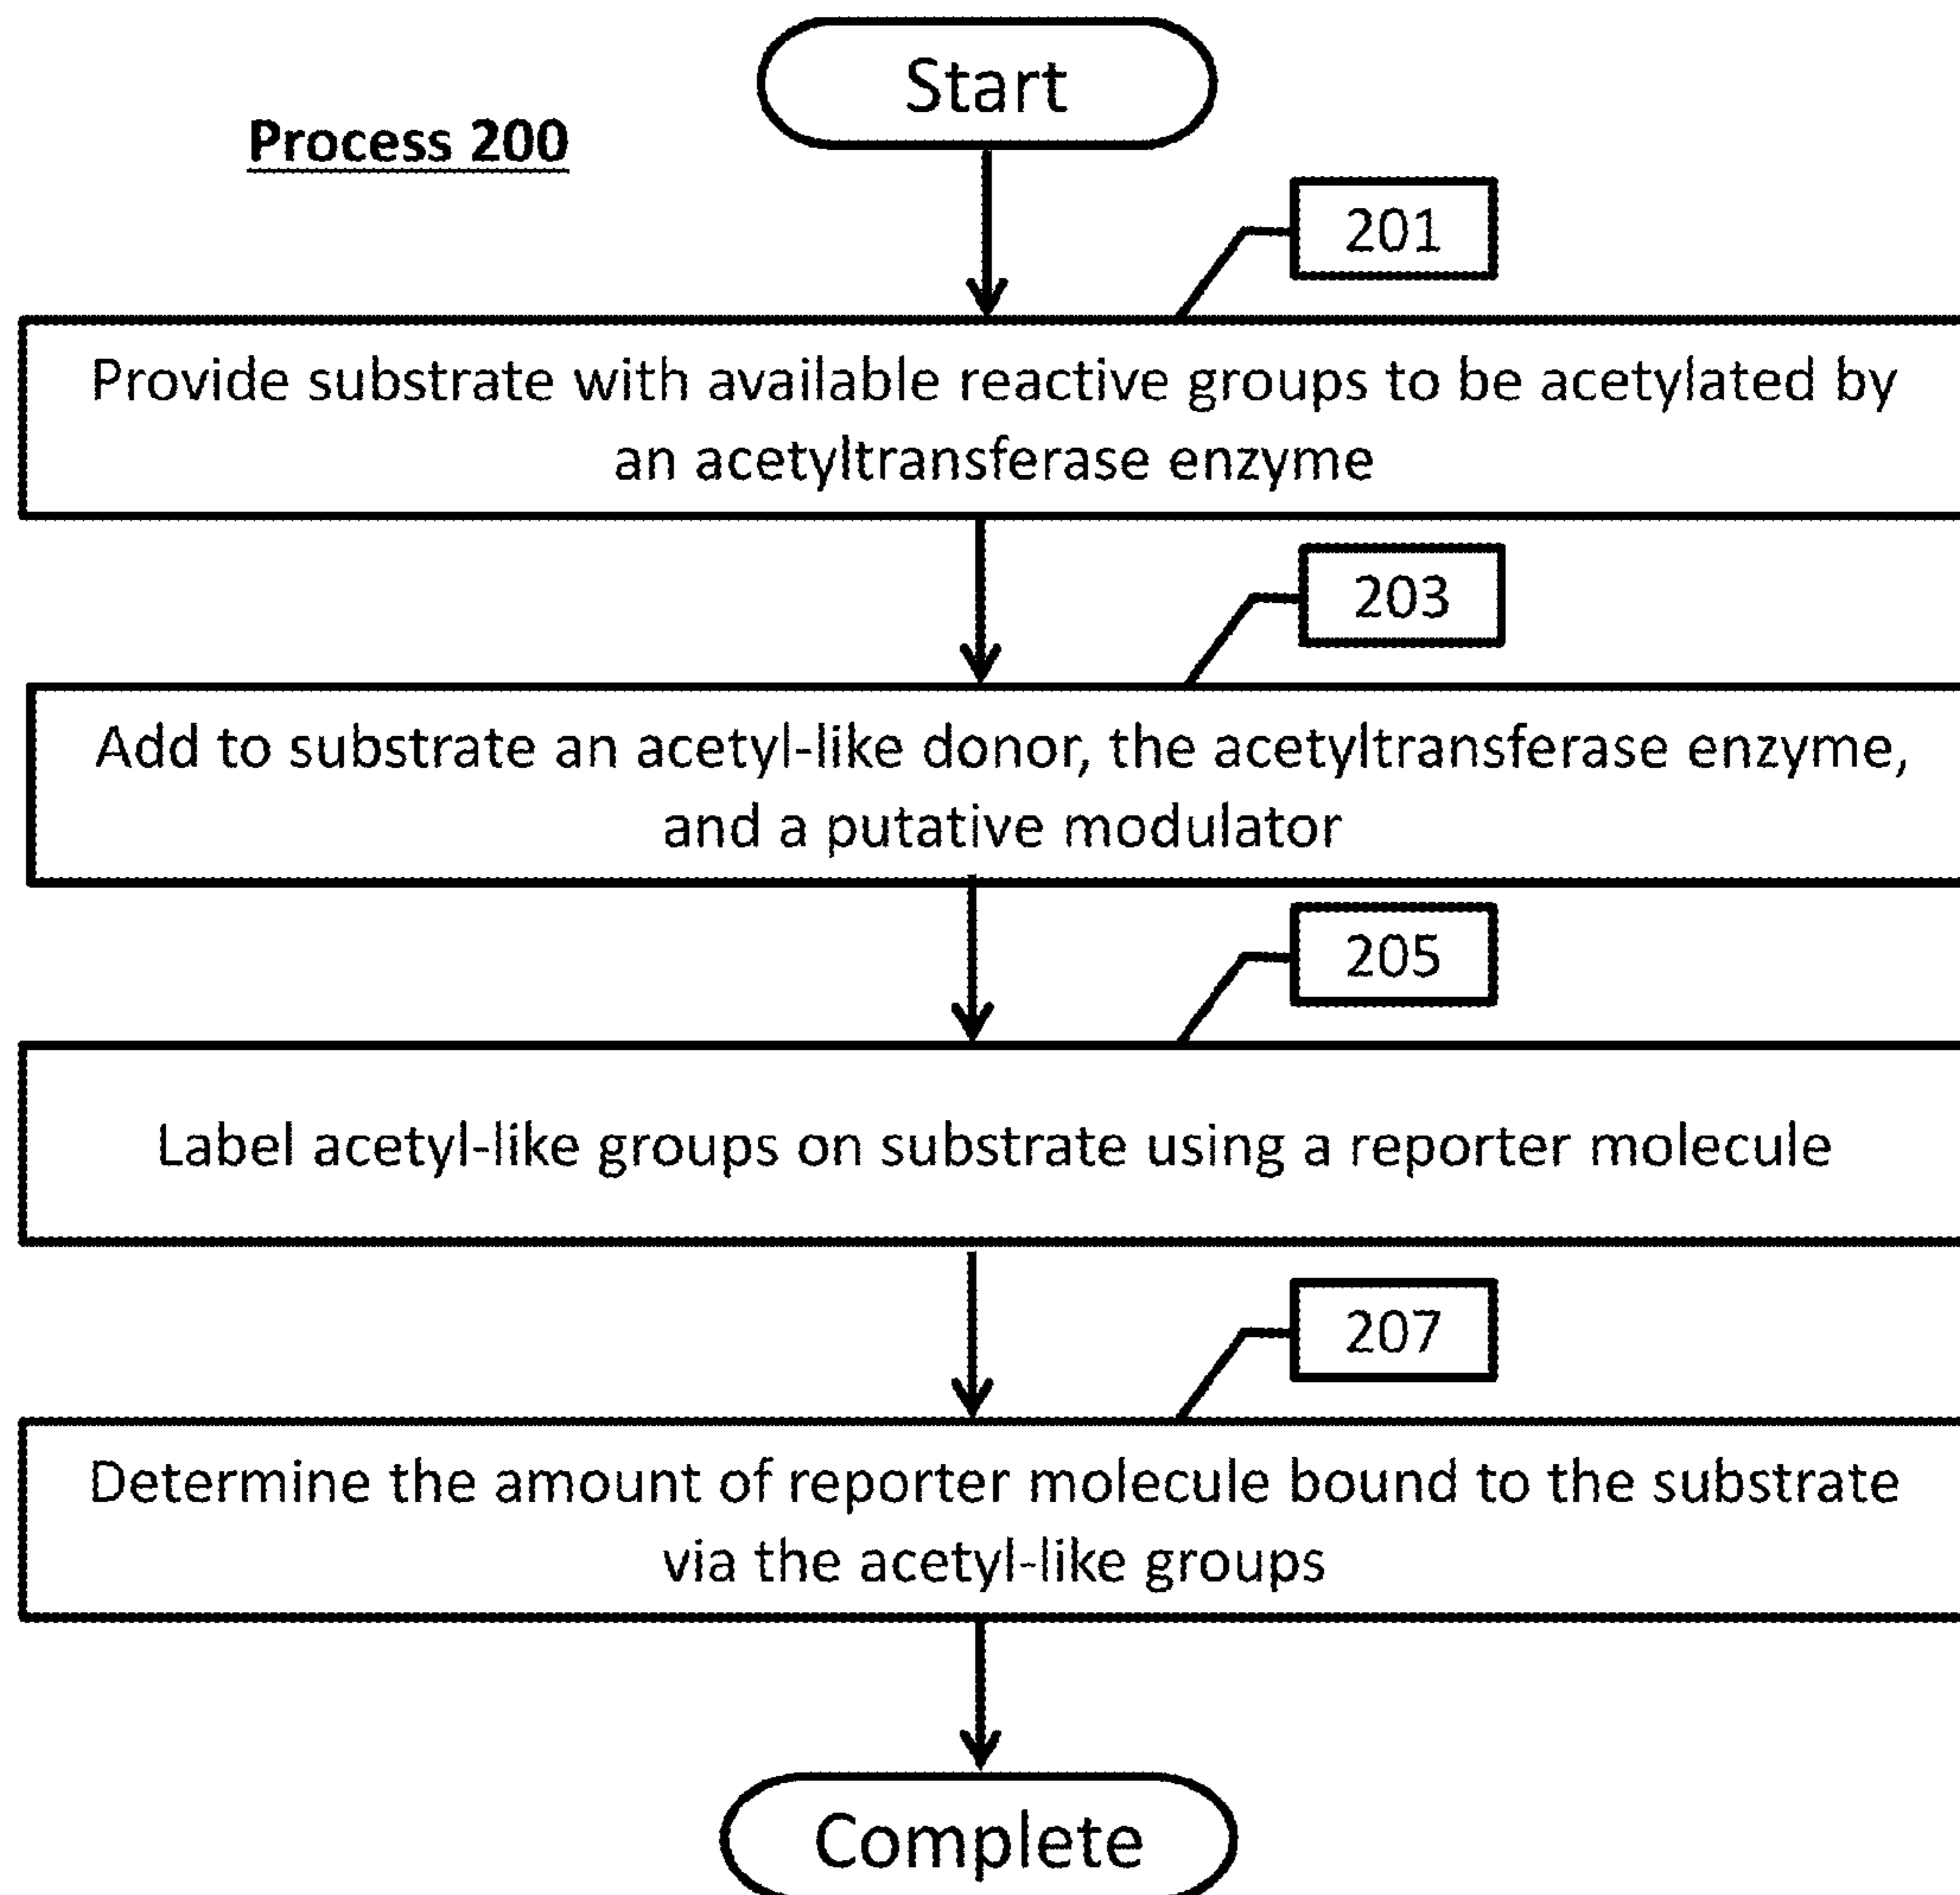 Start
Process 200
201
Provide substrate with available reactive groups to be acetylated by
an acetyltransferase enzyme
203
Add to substrate an acetyl-like donor, the acetyltransferase enzyme,
and a putative modulator
205
Label acetyl-like groups on substrate using a reporter molecule
207
Determine the amount of reporter molecule bound to the substrate
via the acetyl-like groups
Complete